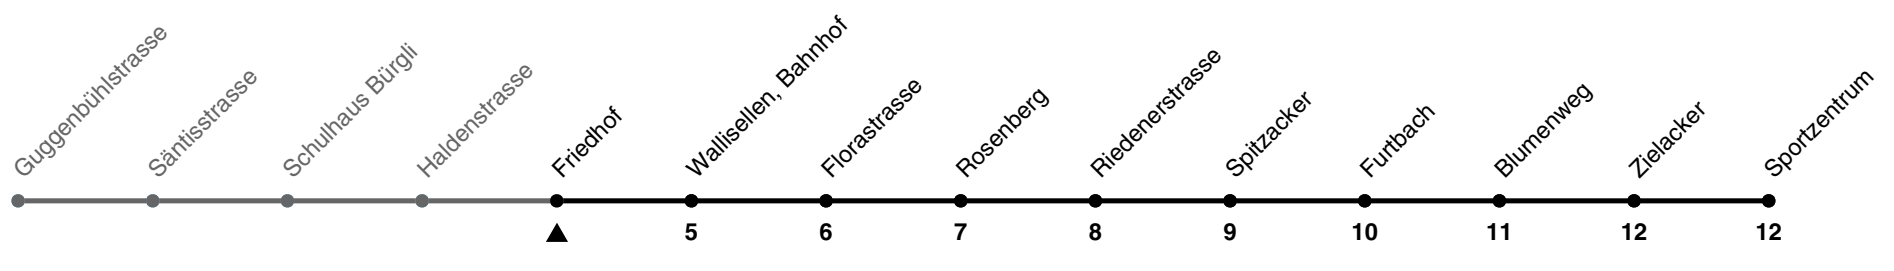 Guggenbühlstrasse
Säntisstrasse
Schulhaus Bürgli
Haldenstrasse
Friedhof
Wallisellen, Bahnhof
Florastrasse
Rosenberg
Riedenerstrasse
Spitzacker
Furtbach
Blumenweg
Zielacker
Sportzentrum
5 6 7 8 9 10 11 12 12